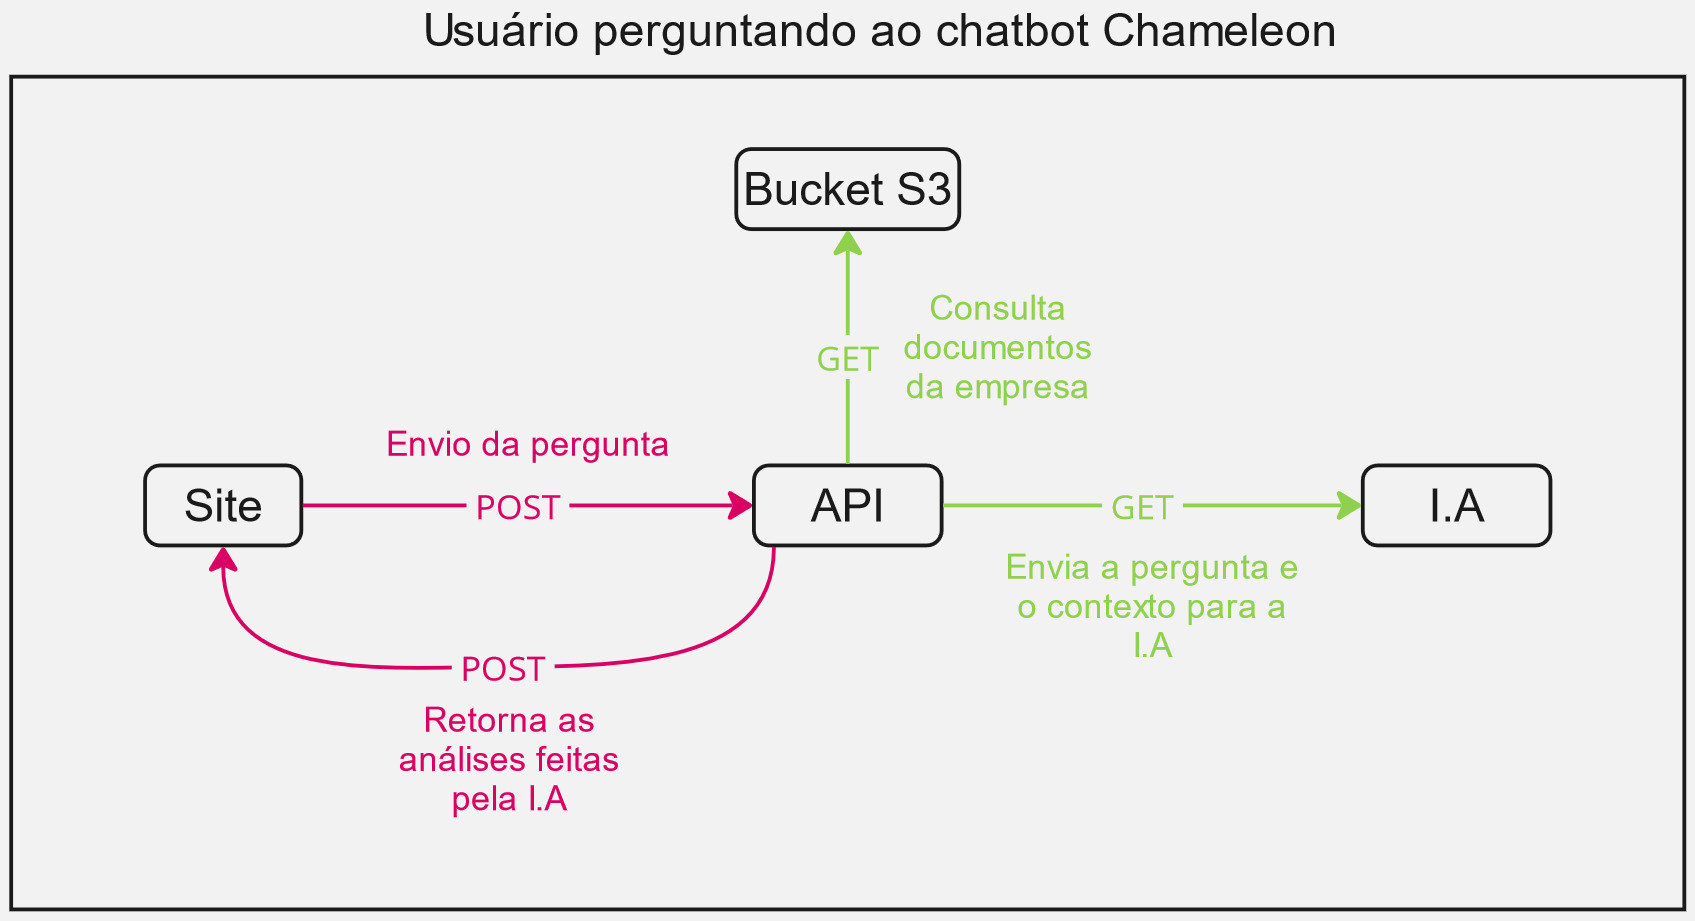 Usuário perguntando ao chatbot Chameleon
Bucket S3
GET
Consulta
documentos
da empresa
Envio da pergunta
Site
POST
API
GET
I.A
Envia a pergunta e
o contexto para a
I.A
POST
Retorna as
análises feitas
pela I.A